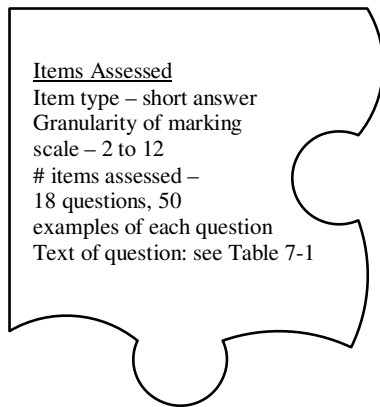 Items Assessed
Item type – short answer
Granularity of marking
scale – 2 to 12
# items assessed –
18 questions, 50
examples of each question
Text of question: see Table 7-1